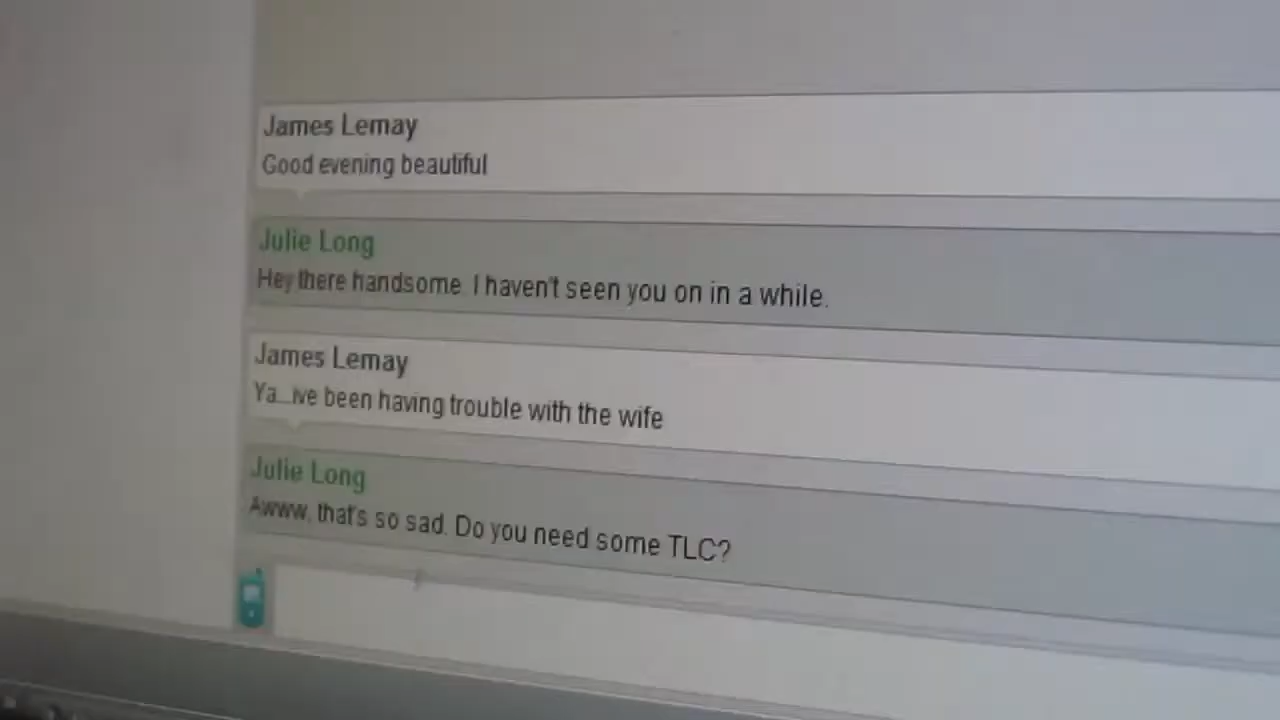 James Lemay
Good evening beautiful
Julie Long
Hey there handsome. I haven't seen you on in a while.
James Lemay
Ya...ive been having trouble with the wife
Julie Long
Awww, that's so sad. Do you need some TLC?